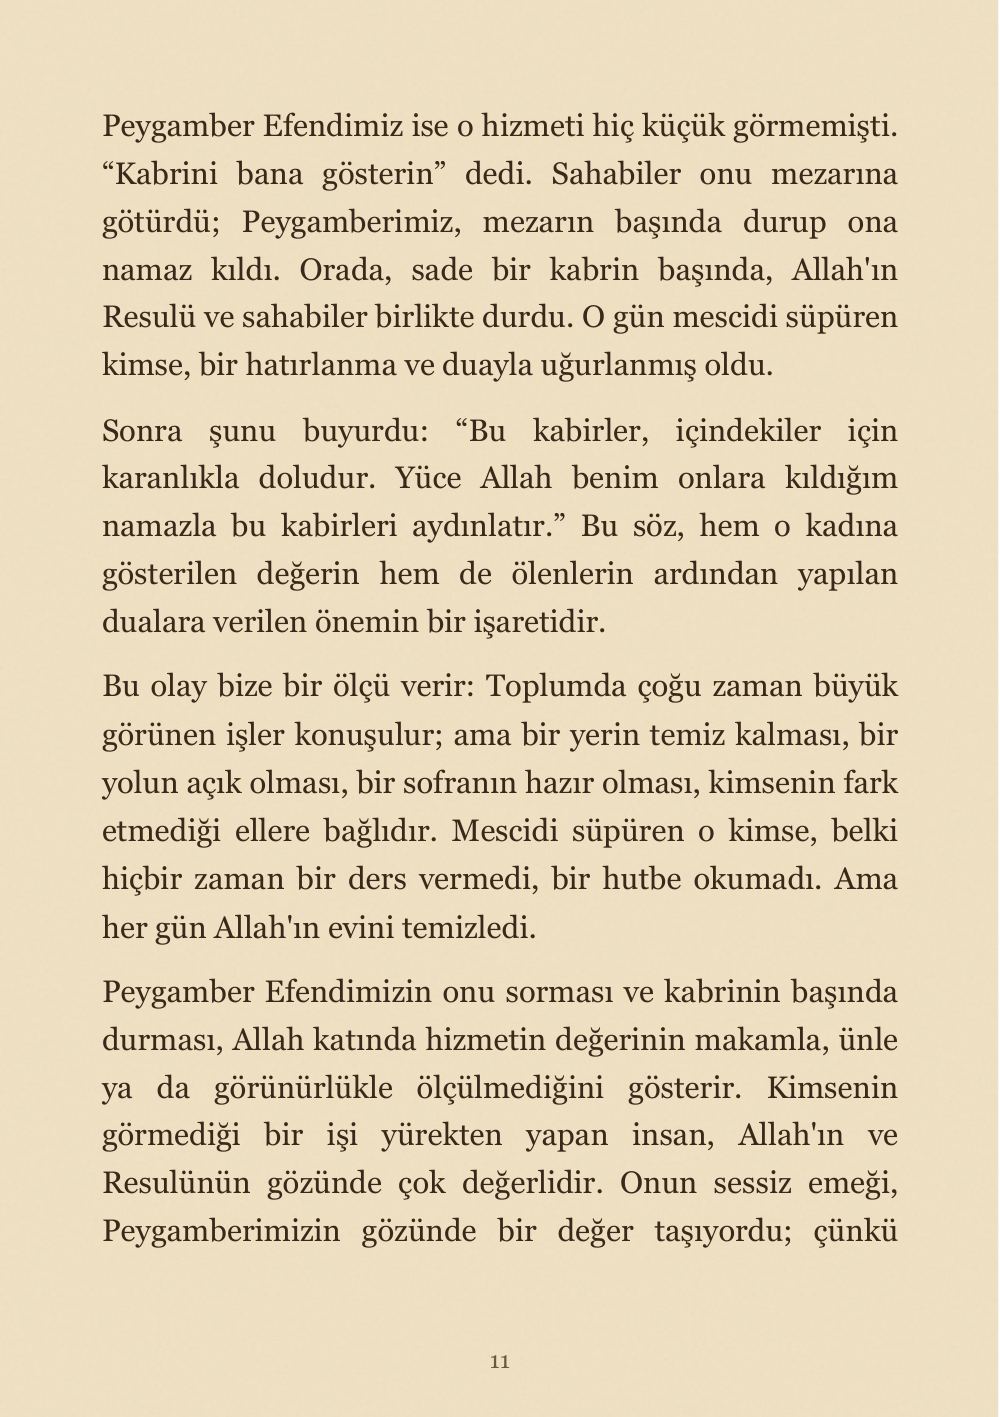 Peygamber Efendimiz ise o hizmeti hiç küçük görmemişti.
“Kabrini bana gösterin” dedi. Sahabiler onu mezarına
götürdü; Peygamberimiz, mezarın başında durup ona
namaz kıldı. Orada, sade bir kabrin başında, Allah'ın
Resulü ve sahabiler birlikte durdu. O gün mescidi süpüren
kimse, bir hatırlanma ve duayla uğurlanmış oldu.
Sonra şunu buyurdu: “Bu kabirler, içindekiler için
karanlıkla doludur. Yüce Allah benim onlara kıldığım
namazla bu kabirleri aydınlatır.” Bu söz, hem o kadına
gösterilen değerin hem de ölenlerin ardından yapılan
dualara verilen önemin bir işaretidir.
Bu olay bize bir ölçü verir: Toplumda çoğu zaman büyük
görünen işler konuşulur; ama bir yerin temiz kalması, bir
yolun açık olması, bir sofranın hazır olması, kimsenin fark
etmediği ellere bağlıdır. Mescidi süpüren o kimse, belki
hiçbir zaman bir ders vermedi, bir hutbe okumadı. Ama
her gün Allah'ın evini temizledi.
Peygamber Efendimizin onu sorması ve kabrinin başında
durması, Allah katında hizmetin değerinin makamla, ünle
ya da görünürlükle ölçülmediğini gösterir. Kimsenin
görmediği bir işi yürekten yapan insan, Allah'ın ve
Resulünün gözünde çok değerlidir. Onun sessiz emeği,
Peygamberimizin gözünde bir değer taşıyordu; çünkü
11